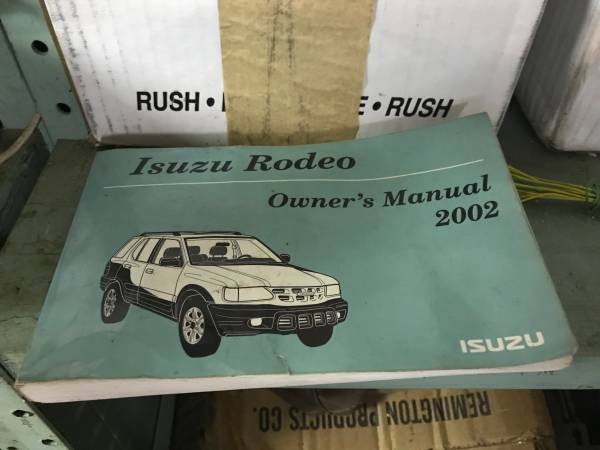 RUSH •
E • RUSH
Isuzu Rodeo
Owner's Manual
2002
ISUZU
REMINGTON PRODUCTS CO.